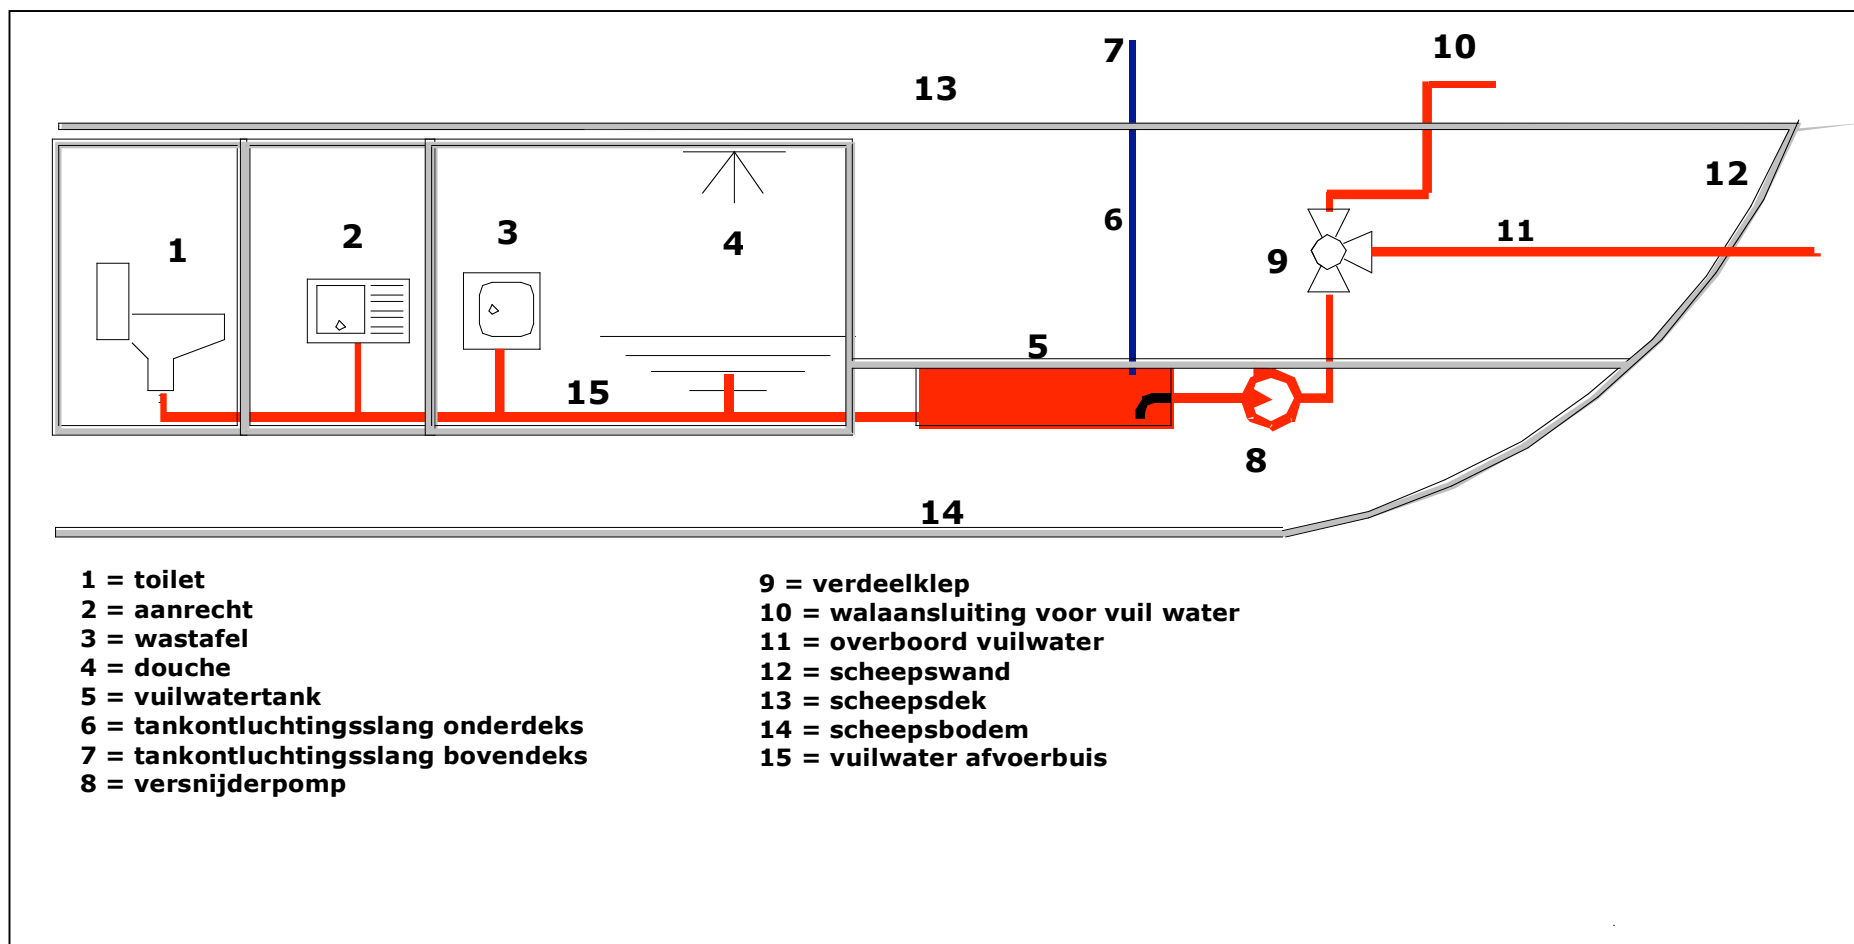 7
10
13
12
6
11
1
2
3
4
9
5
15
8
14
1 = toilet
2 = aanrecht
3 = wastafel
4 = douche
5 = vuilwatertank
6 = tankontluchtingsslang onderdeks
7 = tankontluchtingsslang bovendeks
8 = versnijderpomp
9 = verdeelklep
10 = walaansluiting voor vuil water
11 = overboord vuilwater
12 = scheepswand
13 = scheepsdek
14 = scheepsbodem
15 = vuilwater afvoerbuis